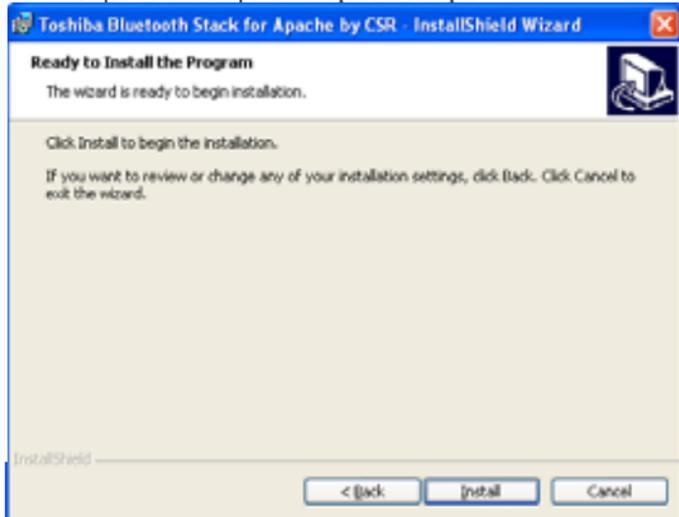 Toshiba Bluetooth Stack for Apache by CSR - InstallShield Wizard
Ready to Install the Program
The wizard is ready to begin installation.
Click Install to begin the installation.
If you want to review or change any of your installation settings, click Back. Click Cancel to
exit the wizard.
InstallShield
< Back
Install
Cancel